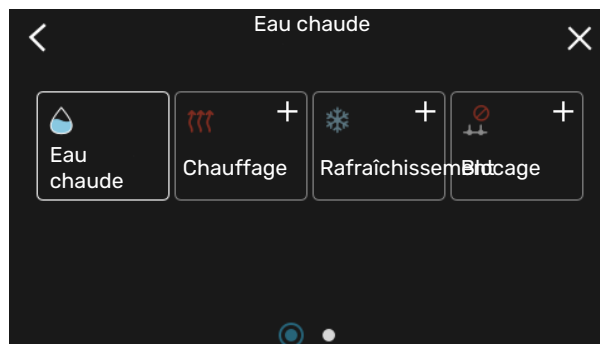 Eau chaude
Eau
chaude
Chauffage
Rafraîchissement
Blocage